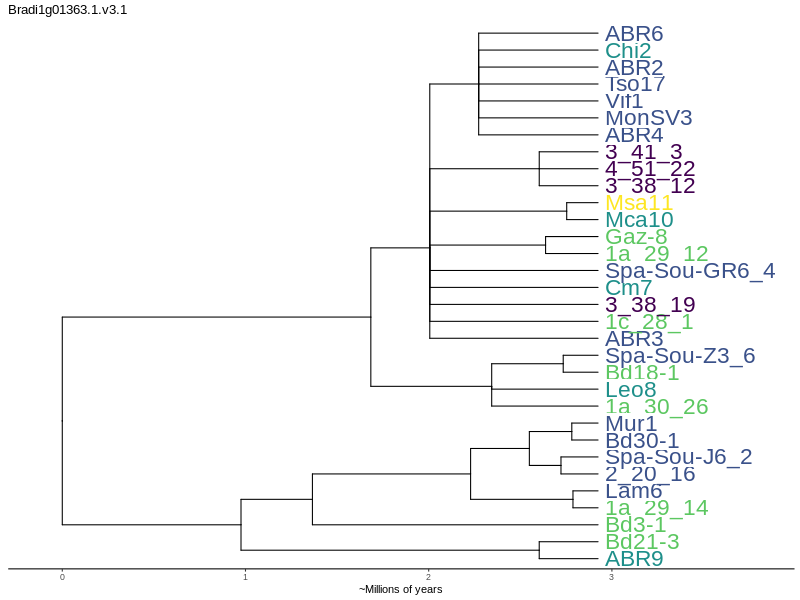 Bradi1g01363.1.v3.1
ABR6
Chi2
ABR2
Tso17
Vif1
MonSV3
ABR4
3_41_3
4_51_22
3_38_12
Msa11
Mca10
Gaz-8
1a_29_12
Spa-Sou-GR6_4
Cm7
3_38_19
1c_28_1
ABR3
Spa-Sou-Z3_6
Bd18-1
Leo8
1a_30_26
Mur1
Bd30-1
Spa-Sou-J6_2
2_20_16
Lam6
1a_29_14
Bd3-1
Bd21-3
ABR9
0 1 2 3
~Millions of years